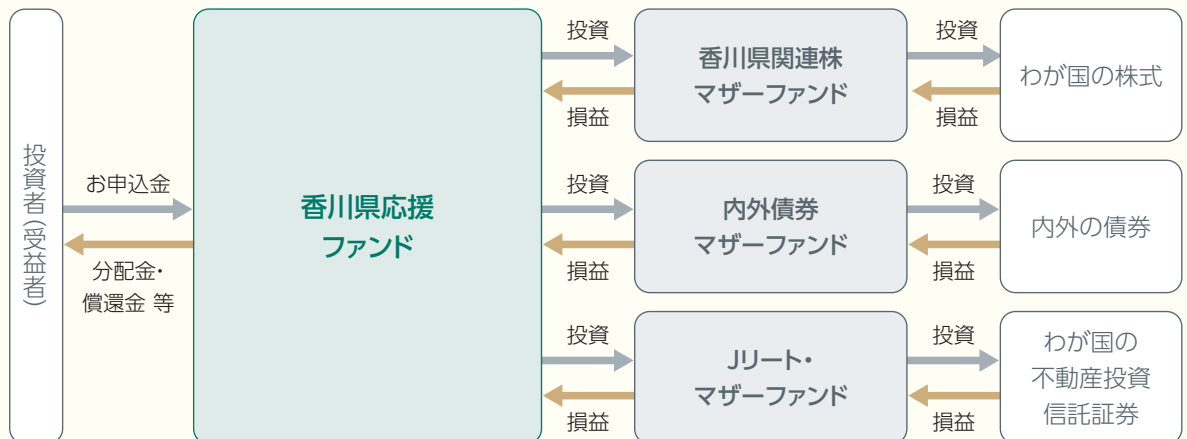 投資者(受益者)
お申込金
分配金・
償還金 等
香川県応援
ファンド
投資
損益
香川県関連株
マザーファンド
投資
損益
わが国の株式
投資
損益
内外債券
マザーファンド
投資
損益
内外の債券
投資
損益
Jリート・
マザーファンド
投資
損益
わが国の
不動産投資
信託証券